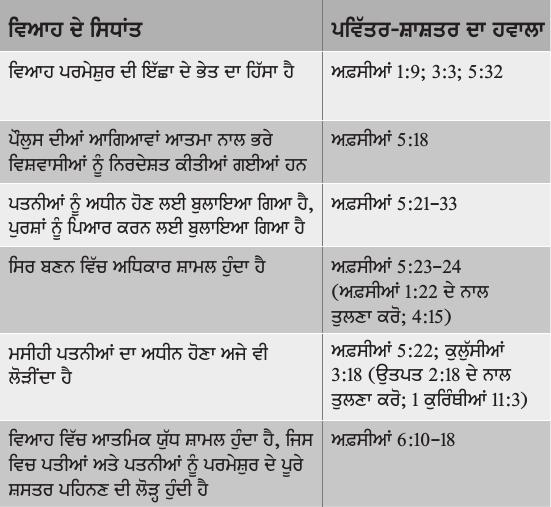 ਵਿਆਹ ਦੇ ਸਿਧਾਂਤ
ਪਵਿੱਤਰ-ਸ਼ਾਸ਼ਤਰ ਦਾ ਹਵਾਲਾ
ਵਿਆਹ ਪਰਮੇਸ਼ੁਰ ਦੀ ਇੱਛਾ ਦੇ ਭੇਤ ਦਾ ਹਿੱਸਾ ਹੈ
ਅਫ਼ਸੀਆਂ 1:9; 3:3; 5:32
ਪੌਲੁਸ ਦੀਆਂ ਆਗਿਆਵਾਂ ਆਤਮਾ ਨਾਲ ਭਰੇ
ਵਿਸ਼ਵਾਸੀਆਂ ਨੂੰ ਨਿਰਦੇਸ਼ਤ ਕੀਤੀਆਂ ਗਈਆਂ ਹਨ
ਅਫ਼ਸੀਆਂ 5:18
ਪਤਨੀਆਂ ਨੂੰ ਅਧੀਨ ਹੋਣ ਲਈ ਬੁਲਾਇਆ ਗਿਆ ਹੈ,
ਪੁਰਸ਼ਾਂ ਨੂੰ ਪਿਆਰ ਕਰਨ ਲਈ ਬੁਲਾਇਆ ਗਿਆ ਹੈ
ਅਫ਼ਸੀਆਂ 5:21–33
ਸਿਰ ਬਣਨ ਵਿੱਚ ਅਧਿਕਾਰ ਸ਼ਾਮਲ ਹੁੰਦਾ ਹੈ
ਅਫ਼ਸੀਆਂ 5:23–24
(ਅਫ਼ਸੀਆਂ 1:22 ਦੇ ਨਾਲ
ਤੁਲਣਾ ਕਰੋ; 4:15)
ਮਸੀਹੀ ਪਤਨੀਆਂ ਦਾ ਅਧੀਨ ਹੋਣਾ ਅਜੇ ਵੀ
ਲੋੜੀਂਦਾ ਹੈ
ਅਫ਼ਸੀਆਂ 5:22; ਕੁਲੁੱਸੀਆਂ
3:18 (ਉਤਪਤ 2:18 ਦੇ ਨਾਲ
ਤੁਲਣਾ ਕਰੋ; 1 ਕੁਰਿੰਥੀਆਂ 11:3)
ਵਿਆਹ ਵਿੱਚ ਆਤਮਿਕ ਯੁੱਧ ਸ਼ਾਮਲ ਹੁੰਦਾ ਹੈ, ਜਿਸ
ਵਿਚ ਪਤੀਆਂ ਅਤੇ ਪਤਨੀਆਂ ਨੂੰ ਪਰਮੇਸ਼ੁਰ ਦੇ ਪੂਰੇ
ਸ਼ਸਤਰ ਪਹਿਨਣ ਦੀ ਲੋੜ੍ਹ ਹੁੰਦੀ ਹੈ
ਅਫ਼ਸੀਆਂ 6:10–18